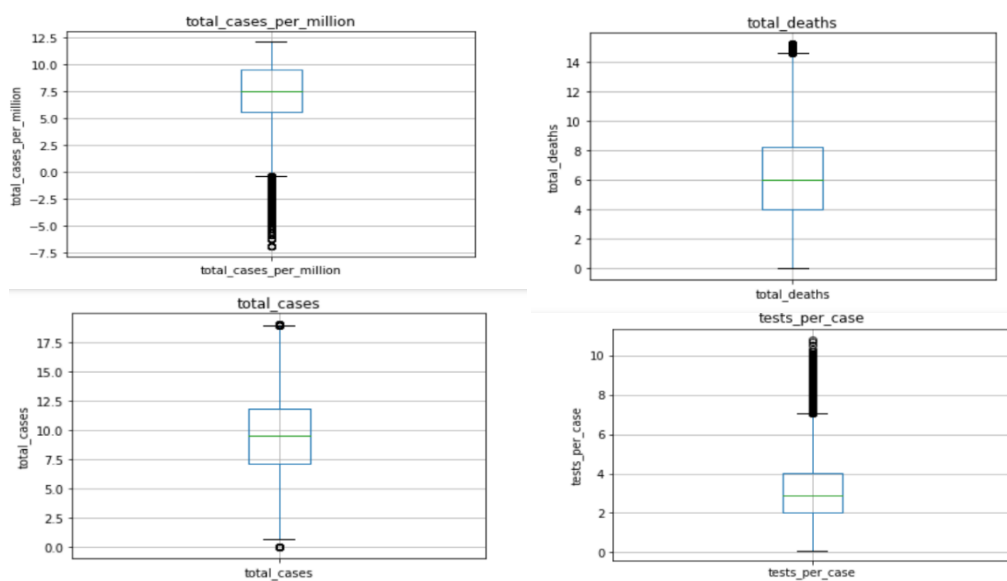 total_cases_per_million
12.5
10.0
7.5
5.0
2.5
0.0
−2.5
−5.0
−7.5
total_cases_per_million
total_cases_per_million
total_deaths
14
12
10
8
6
4
2
0
total_deaths
total_deaths
total_cases
17.5
15.0
12.5
10.0
7.5
5.0
2.5
0.0
total_cases
total_cases
tests_per_case
10
8
6
4
2
0
tests_per_case
tests_per_case